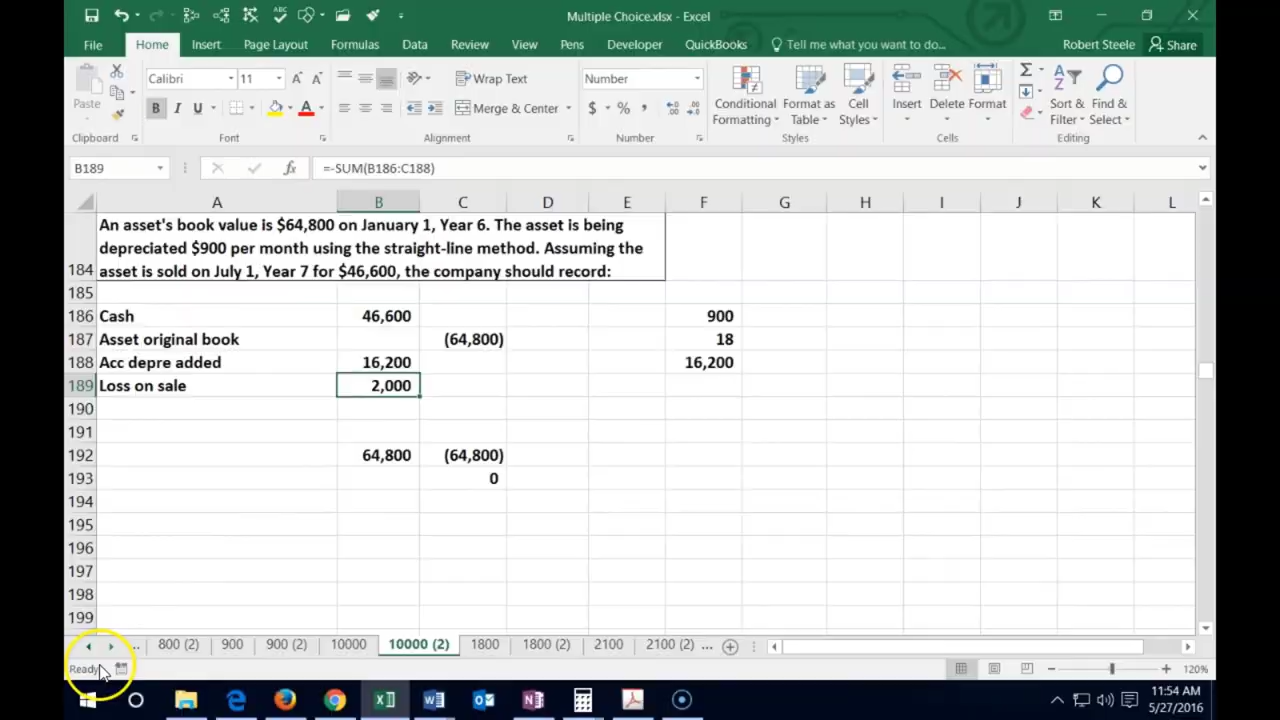 Multiple Choice.xlsx - Excel
File Home Insert Page Layout Formulas Data Review View Pens Developer QuickBooks Tell me what you want to do... Robert Steele Share
Paste Calibri 11 A A Wrap Text Number Conditional Formatting Format as Table Cell Styles Insert Delete Format Sort & Filter Find & Select
B I U A Merge & Center $ % ,
Clipboard Font Alignment Number Styles Cells Editing
B189 fx =-SUM(B186:C188)
A B C D E F G H I J K L
An asset's book value is $64,800 on January 1, Year 6. The asset is being
depreciated $900 per month using the straight-line method. Assuming the
184 asset is sold on July 1, Year 7 for $46,600, the company should record:
185
186 Cash 46,600 900
187 Asset original book (64,800) 18
188 Acc depre added 16,200 16,200
189 Loss on sale 2,000
190
191
192 64,800 (64,800)
193 0
194
195
196
197
198
199
... 800 (2) 900 900 (2) 10000 10000 (2) 1800 1800 (2) 2100 2100 (2) ...
Ready 120%
11:54 AM
5/27/2016